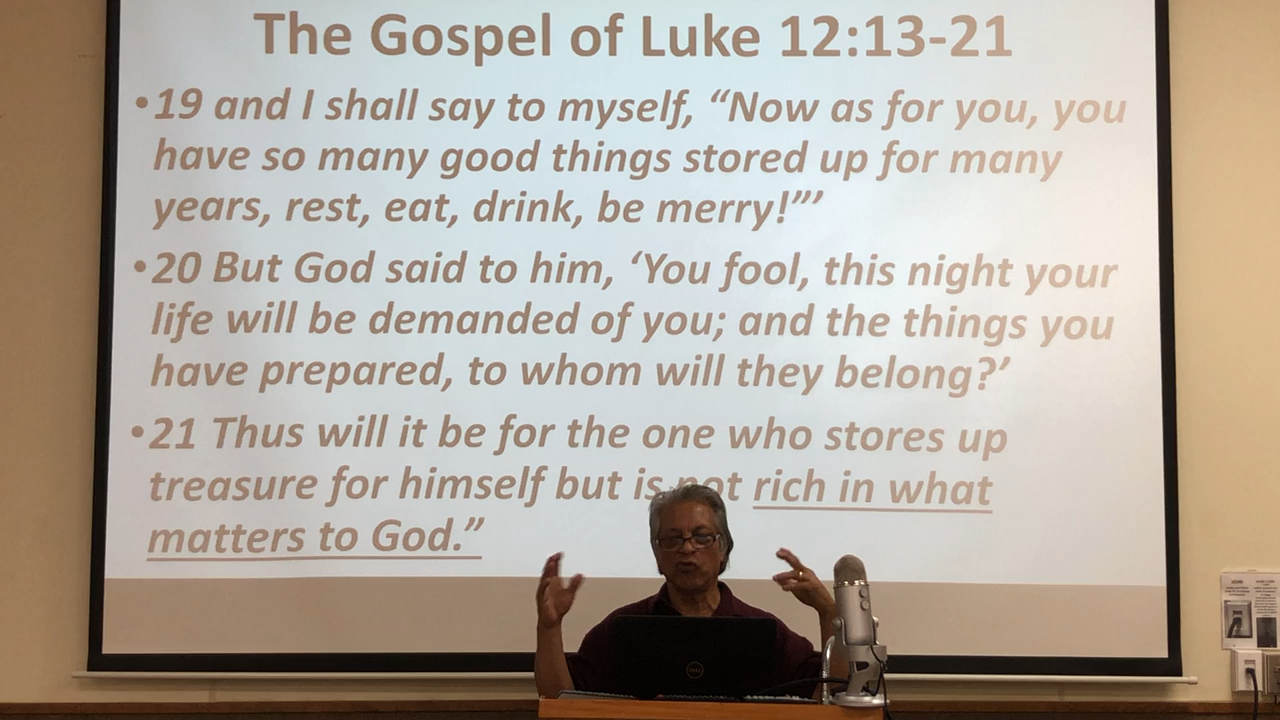 The Gospel of Luke 12:13-21
•19 and I shall say to myself, “Now as for you, you
have so many good things stored up for many
years, rest, eat, drink, be merry!”’
•20 But God said to him, ‘You fool, this night your
life will be demanded of you; and the things you
have prepared, to whom will they belong?’
•21 Thus will it be for the one who stores up
treasure for himself but is not rich in what
matters to God.”
DELL